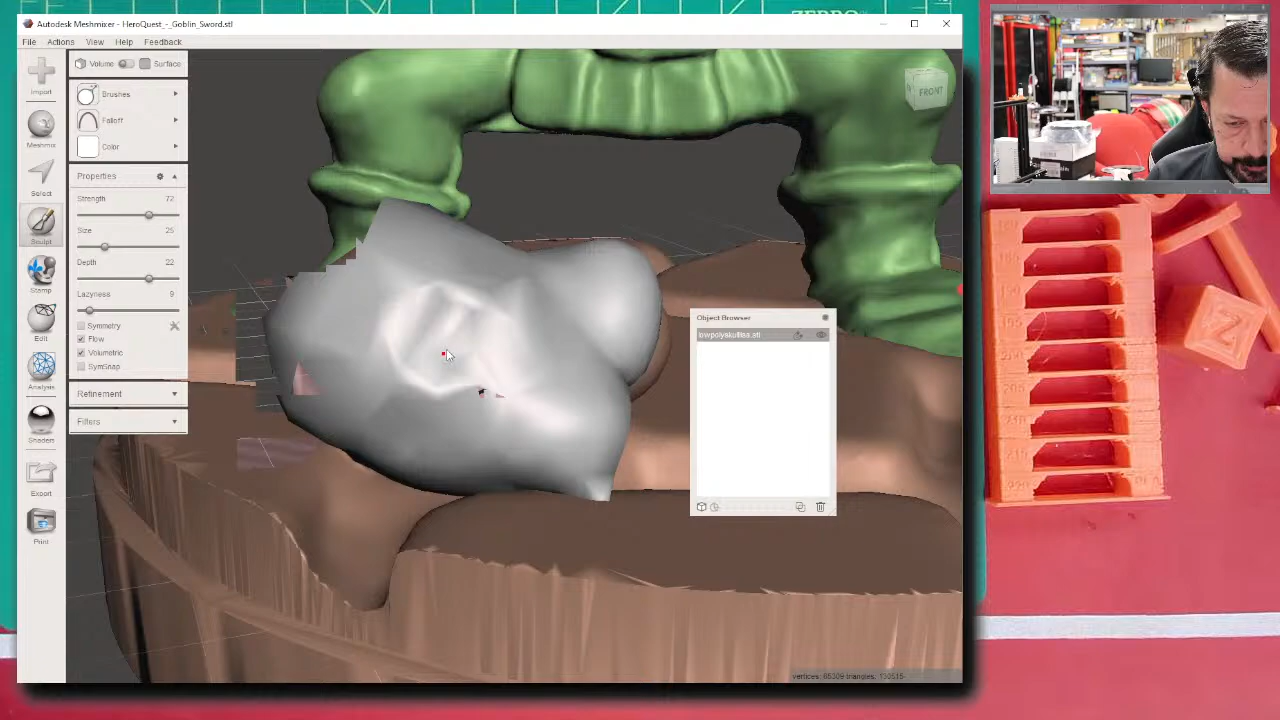 Autodesk Meshmixer - HeroQuest_-_Goblin_Sword.stl
File Actions View Help Feedback
Import
Meshmix
Select
Sculpt
Stamp
Edit
Analysis
Shaders
Export
Print
Volume Surface
Brushes
Falloff
Color
Properties
Strength 72
Size 25
Depth 22
Lazyness 9
Symmetry
Flow
Volumetric
SymSnap
Refinement
Filters
FRONT
Object Browser
Z